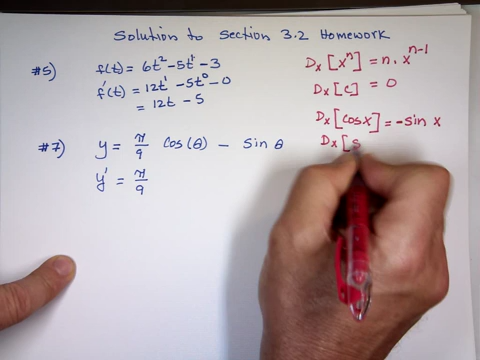 Solution to Section 3.2 Homework
#5) f(t) = 6t² - 5t¹ - 3
f'(t) = 12t¹ - 5t⁰ - 0
= 12t - 5
#7) y = π/9 cos(θ) - sin θ
y' = π/9
Dx [xⁿ] = n · xⁿ⁻¹
Dx [c] = 0
Dx [cos x] = -sin x
Dx [s